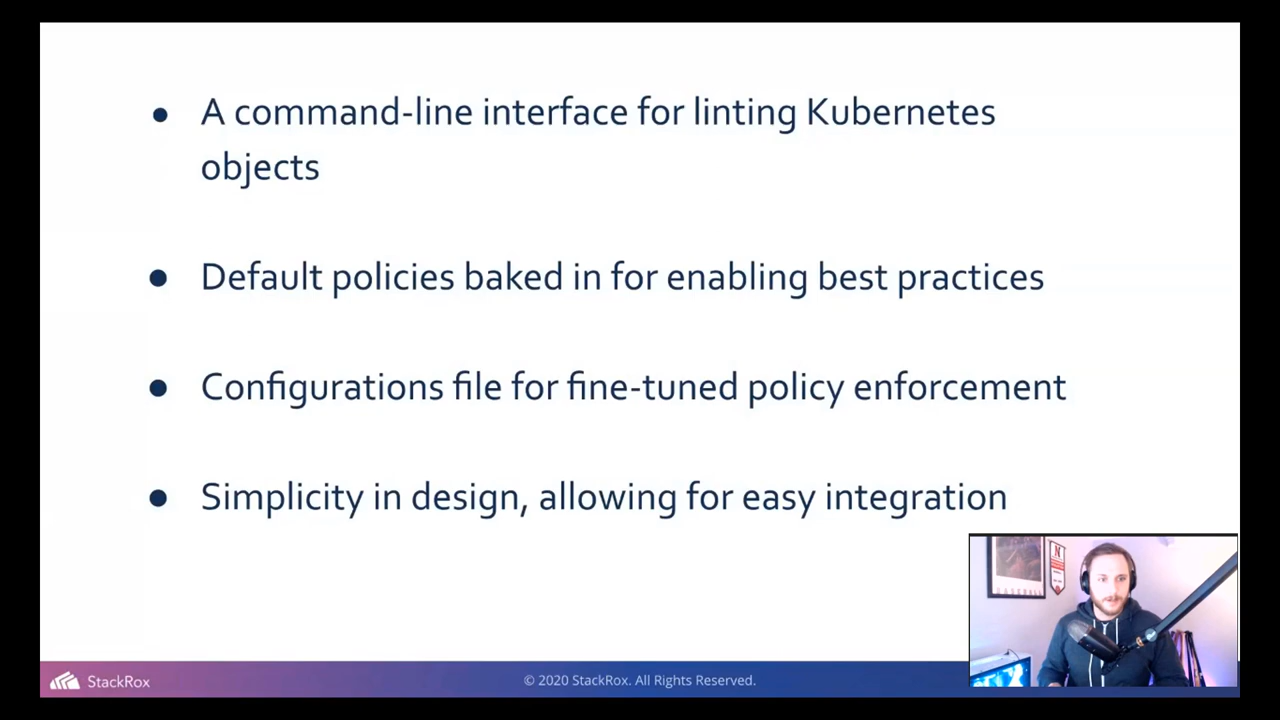 • A command-line interface for linting Kubernetes
objects
• Default policies baked in for enabling best practices
• Configurations file for fine-tuned policy enforcement
• Simplicity in design, allowing for easy integration
BASEBALL
N
StackRox
© 2020 StackRox. All Rights Reserved.